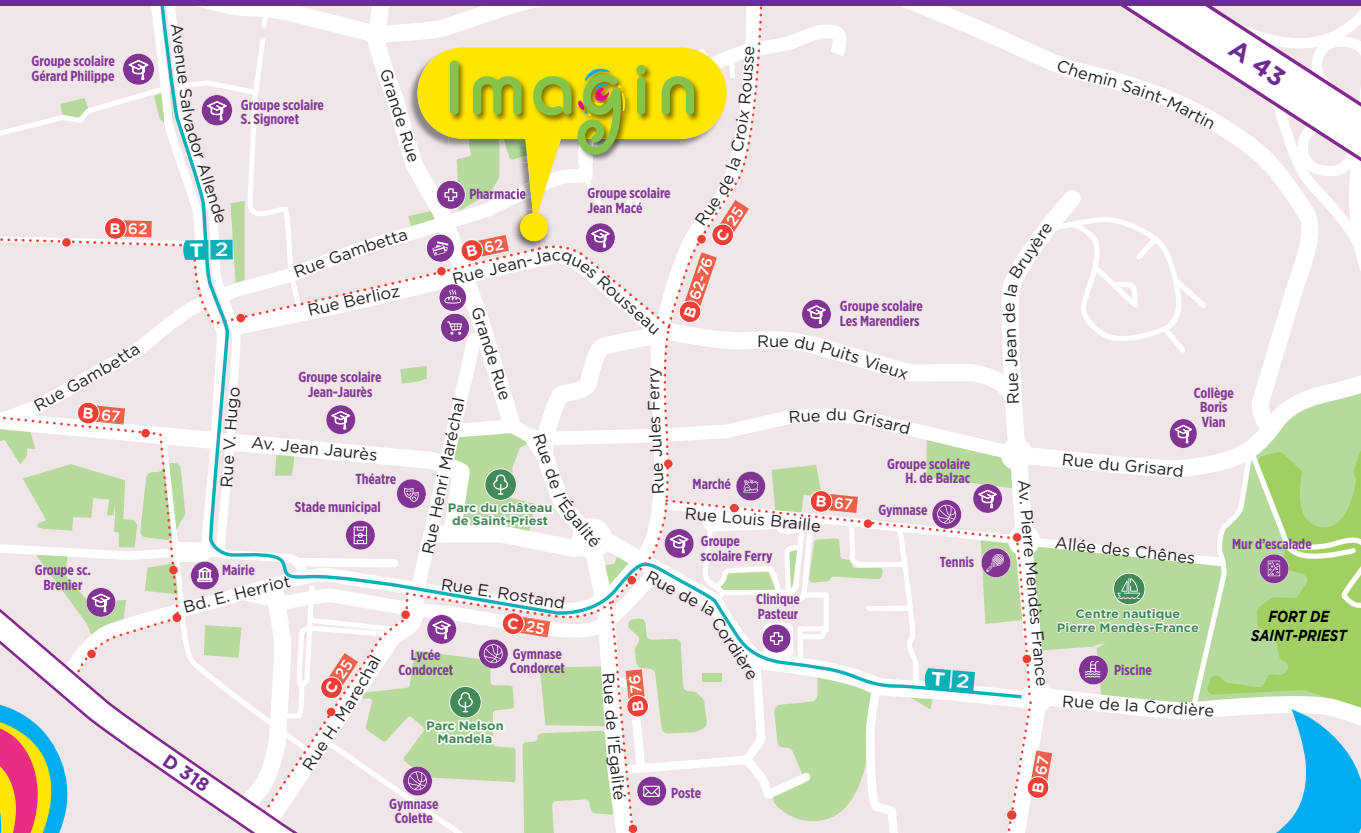 A 43
Groupe scolaire
Gérard Philippe
Avenue Salvador Allende
Groupe scolaire
S. Signoret
Grande Rue
Imagin
Rue de la Croix Rousse
Chemin Saint-Martin
Pharmacie
Groupe scolaire
Jean Macé
B 62
T 2
Rue Gambetta
B 62
C 25
Rue Jean-Jacques Rousseau
Rue Berlioz
B 62-76
Rue Jean de la Bruyère
Groupe scolaire
Les Marendiers
Grande Rue
Rue du Puits Vieux
Rue Gambetta
Groupe scolaire
Jean-Jaurès
B 67
Rue V. Hugo
Av. Jean Jaurès
Rue Henri Maréchal
Rue Jules Ferry
Rue du Grisard
Collège
Boris
Vian
Rue du Grisard
Théatre
Stade municipal
Parc du château
de Saint-Priest
Rue de l'Égalité
Marché
B 67
Rue Louis Braille
Groupe scolaire
H. de Balzac
Gymnase
Av. Pierre Mendès France
Groupe
scolaire Ferry
Tennis
Allée des Chênes
Mur d'escalade
Groupe sc.
Brenier
Mairie
Bd. E. Herriot
Rue E. Rostand
Rue de la Cordière
Clinique
Pasteur
Centre nautique
Pierre Mendès-France
FORT DE
SAINT-PRIEST
C 25
Lycée
Condorcet
Gymnase
Condorcet
C 25
Rue H. Marechal
Parc Nelson
Mandela
Rue de l'Égalité
B 76
T 2
Piscine
Rue de la Cordière
D 318
Gymnase
Colette
Poste
B 67